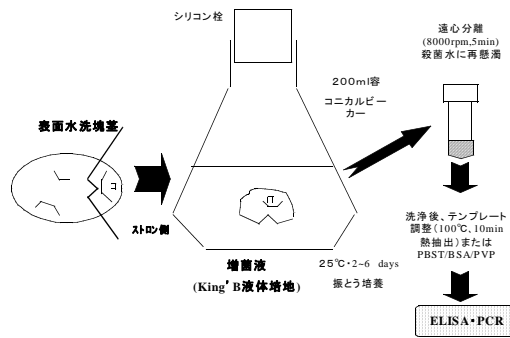 シリコン栓
遠心分離
(8000rpm,5min)
殺菌水に再懸濁
200ml容
コニカルビー
カー
表面水洗塊茎
ストロン側
洗浄後、テンプレート
調整(100℃,10min
熱抽出)または
PBST/BSA/PVP
増菌液
(King’B液体培地)
25℃・2~6 days
振とう培養
ELISA・PCR